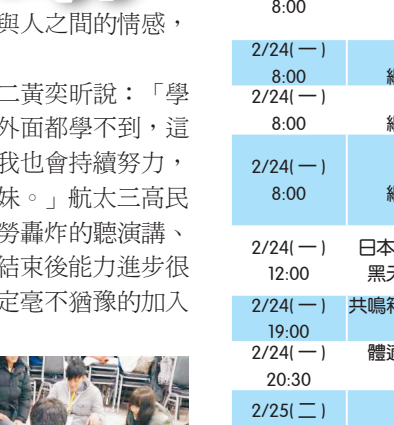 與人之間的情感，
二黃奕昕說：「學
外面都學不到，這
我也會持續努力，
妹。」航太三高民
勞轟炸的聽演講、
結束後能力進步很
定毫不猶豫的加入
8:00
2/24(一)
8:00
2/24(一)
8:00
2/24(一)
8:00
2/24(一) 日本
12:00 黑天
2/24(一) 共鳴箱
19:00
2/24(一) 體適
20:30
2/25(二)